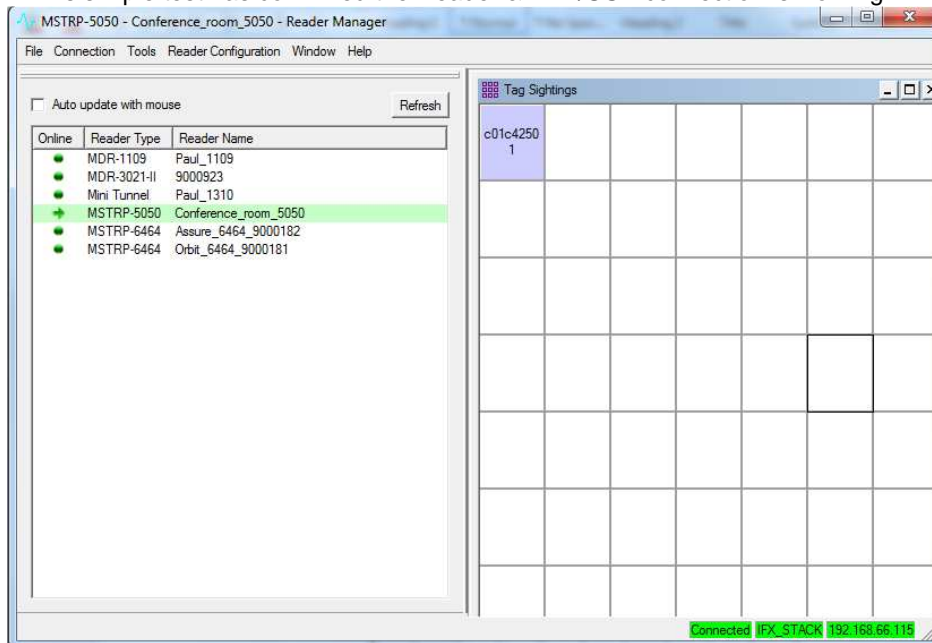 MSTRP-5050 - Conference_room_5050 - Reader Manager
File Connection Tools Reader Configuration Window Help
Auto update with mouse
Refresh
Online Reader Type Reader Name
MDR-1109 Paul_1109
MDR-3021-II 9000923
Mini Tunnel Paul_1310
MSTRP-5050 Conference_room_5050
MSTRP-6464 Assure_6464_9000182
MSTRP-6464 Orbit_6464_9000181
Tag Sightings
c01c4250
1
Connected IFX_STACK 192.168.66.115